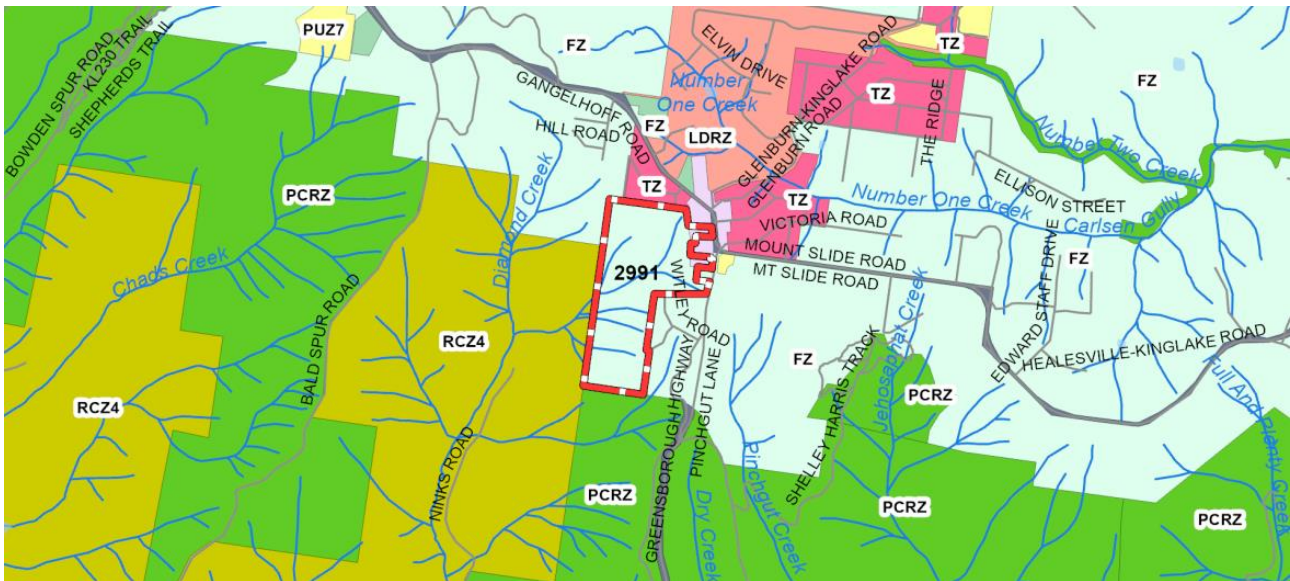 PUZ7
FZ
ELVIN DRIVE
TZ
FZ
BOWDEN SPUR ROAD
KL230 TRAIL
SHEPHERDS TRAIL
GANGELHOFF ROAD
Number
One Creek
GLENBURN-KINGLAKE ROAD
TZ
HILL ROAD
FZ
LDRZ
GLENBURN ROAD
THE RIDGE
Number Two Creek
PCRZ
Diamond Creek
TZ
TZ
Number One Creek
ELLISON STREET
Carlsen Gully
VICTORIA ROAD
MOUNT SLIDE ROAD
MT SLIDE ROAD
FZ
EDWARD STAFF DRIVE
Chads Creek
2991
WITLEY ROAD
BALD SPUR ROAD
RCZ4
FZ
SHELLEY HARRIS TRACK
Jehosaphat Creek
HEALESVILLE-KINGLAKE ROAD
RCZ4
PCRZ
Full And Plenty Creek
NINKS ROAD
PCRZ
GREENSBOROUGH HIGHWAY
PINCHGUT LANE
Dry Creek
Pinchgut Creek
PCRZ
PCRZ